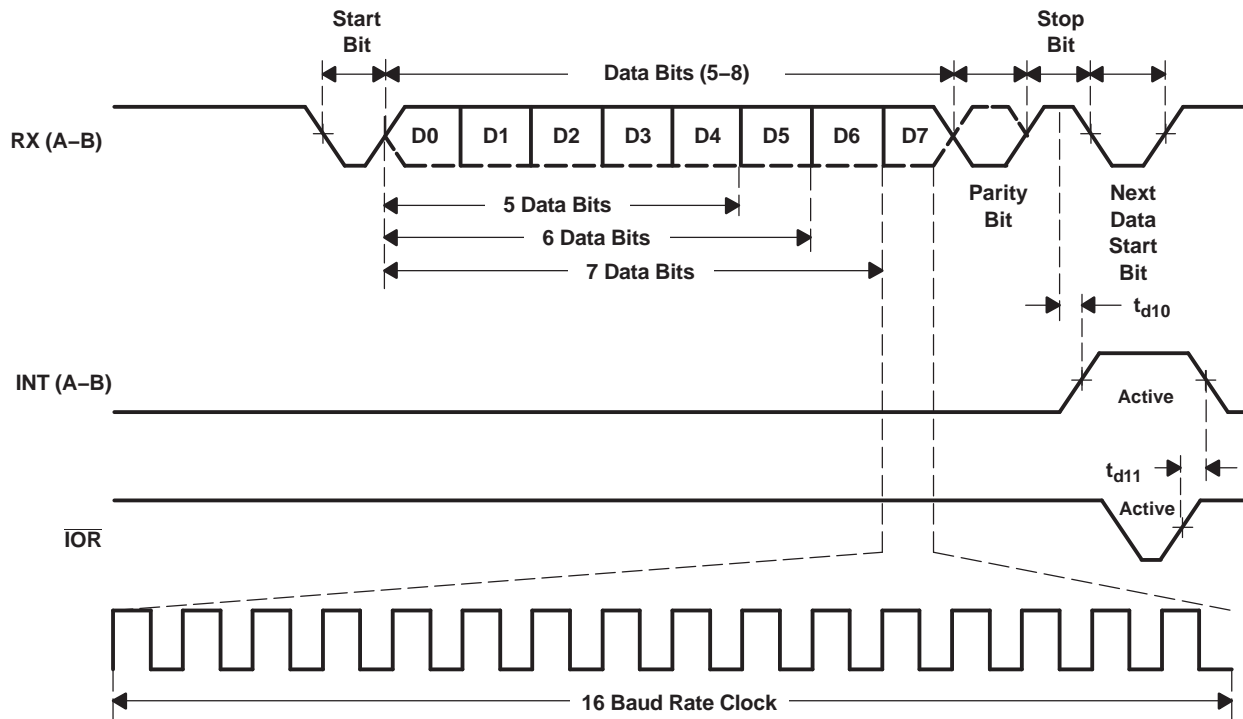 Start
Bit
Stop
Bit
Data Bits (5–8)
RX (A–B)
D0 D1 D2 D3 D4 D5 D6 D7
5 Data Bits
6 Data Bits
7 Data Bits
Parity
Bit
Next
Data
Start
Bit
td10
INT (A–B)
Active
td11
Active
IOR
16 Baud Rate Clock